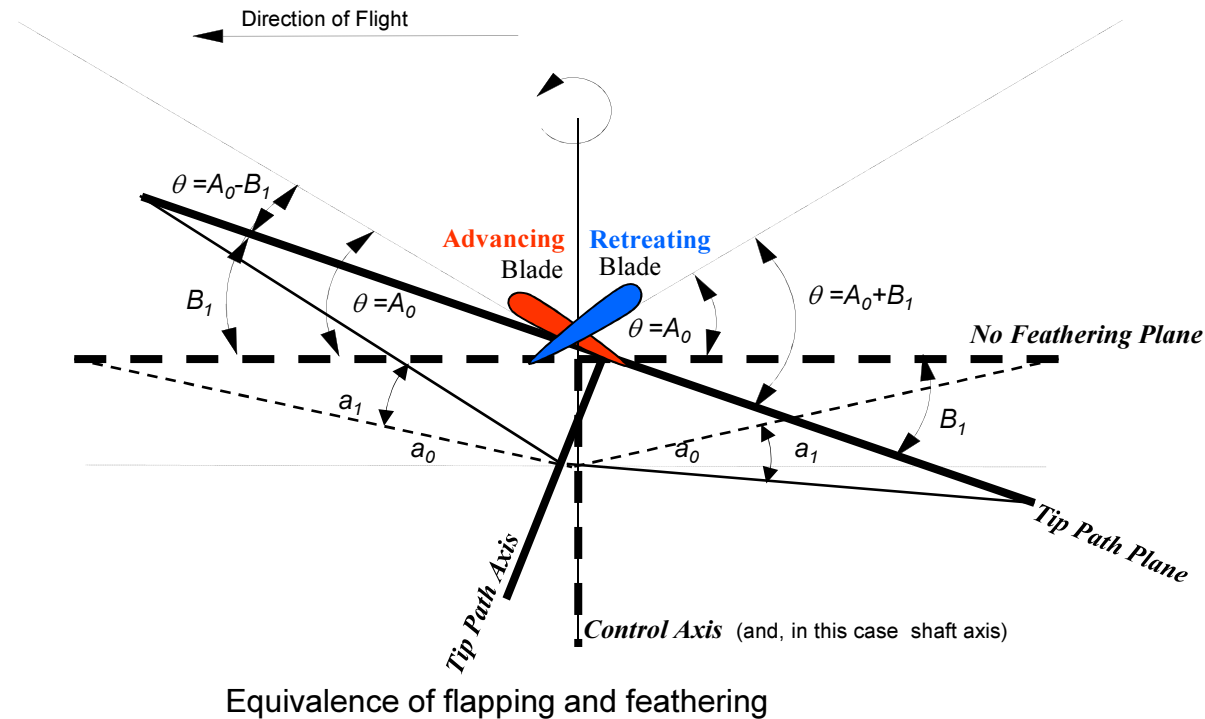 Direction of Flight
θ =A₀-B₁
Advancing Retreating
Blade Blade
B₁
θ =A₀
θ =A₀
θ =A₀+B₁
No Feathering Plane
a₁
B₁
a₀
a₀
a₁
Tip Path Plane
Tip Path Axis
Control Axis (and, in this case shaft axis)
Equivalence of flapping and feathering